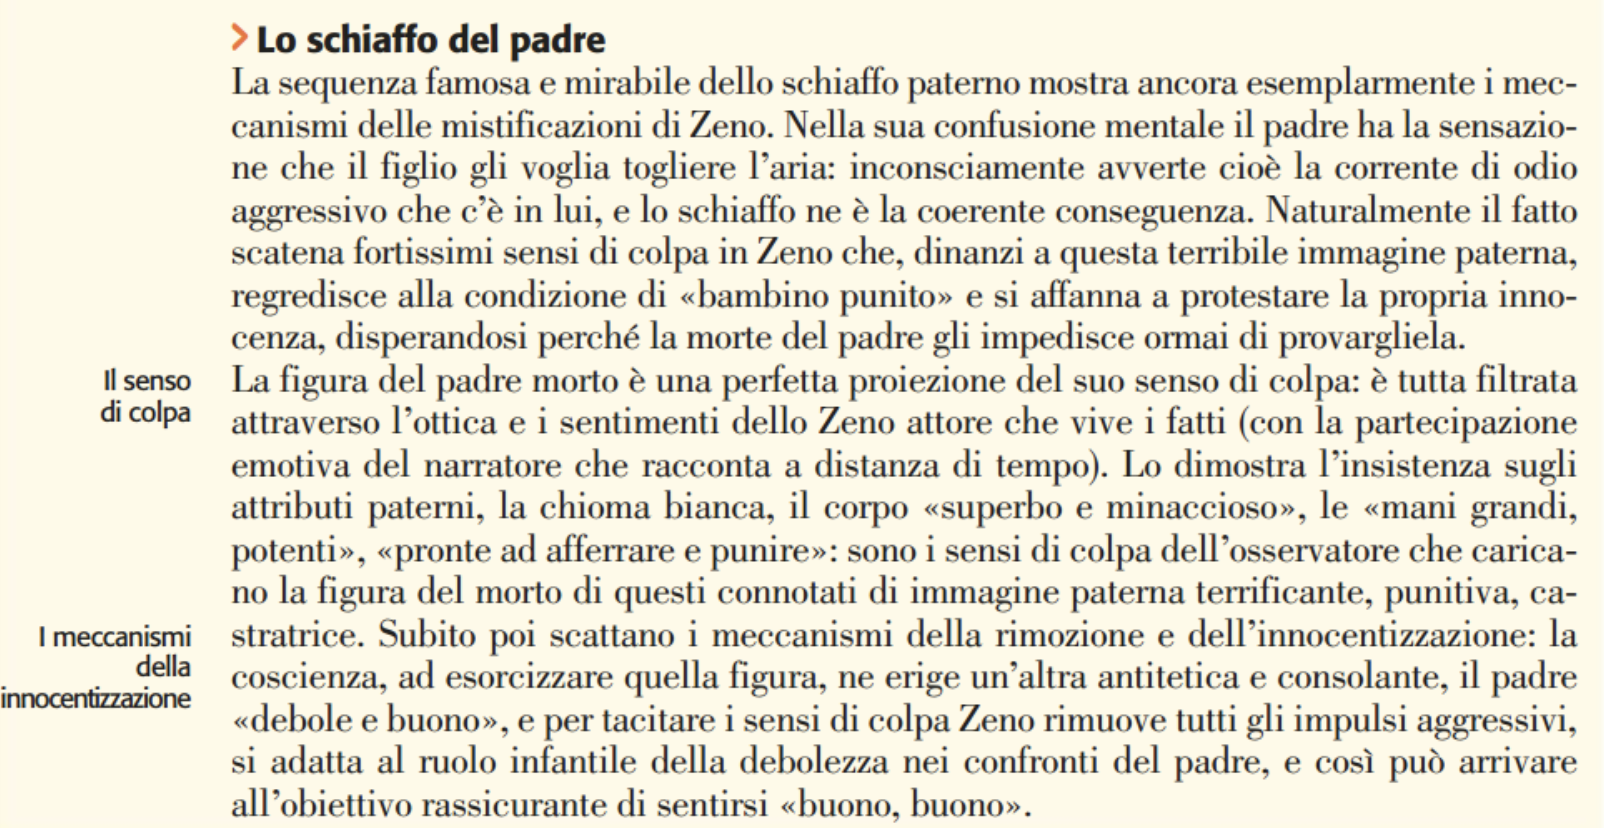 > Lo schiaffo del padre
La sequenza famosa e mirabile dello schiaffo paterno mostra ancora esemplarmente i mec-
canismi delle mistificazioni di Zeno. Nella sua confusione mentale il padre ha la sensazio-
ne che il figlio gli voglia togliere l'aria: inconsciamente avverte cioè la corrente di odio
aggressivo che c'è in lui, e lo schiaffo ne è la coerente conseguenza. Naturalmente il fatto
scatena fortissimi sensi di colpa in Zeno che, dinanzi a questa terribile immagine paterna,
regredisce alla condizione di «bambino punito» e si affanna a protestare la propria inno-
cenza, disperandosi perché la morte del padre gli impedisce ormai di provargliela.
Il senso
di colpa
La figura del padre morto è una perfetta proiezione del suo senso di colpa: è tutta filtrata
attraverso l'ottica e i sentimenti dello Zeno attore che vive i fatti (con la partecipazione
emotiva del narratore che racconta a distanza di tempo). Lo dimostra l'insistenza sugli
attributi paterni, la chioma bianca, il corpo «superbo e minaccioso», le «mani grandi,
potenti», «pronte ad afferrare e punire»: sono i sensi di colpa dell'osservatore che carica-
no la figura del morto di questi connotati di immagine paterna terrificante, punitiva, ca-
I meccanismi
della
innocentizzazione
stratrice. Subito poi scattano i meccanismi della rimozione e dell'innocentizzazione: la
coscienza, ad esorcizzare quella figura, ne erige un'altra antitetica e consolante, il padre
«debole e buono», e per tacitare i sensi di colpa Zeno rimuove tutti gli impulsi aggressivi,
si adatta al ruolo infantile della debolezza nei confronti del padre, e così può arrivare
all'obiettivo rassicurante di sentirsi «buono, buono».